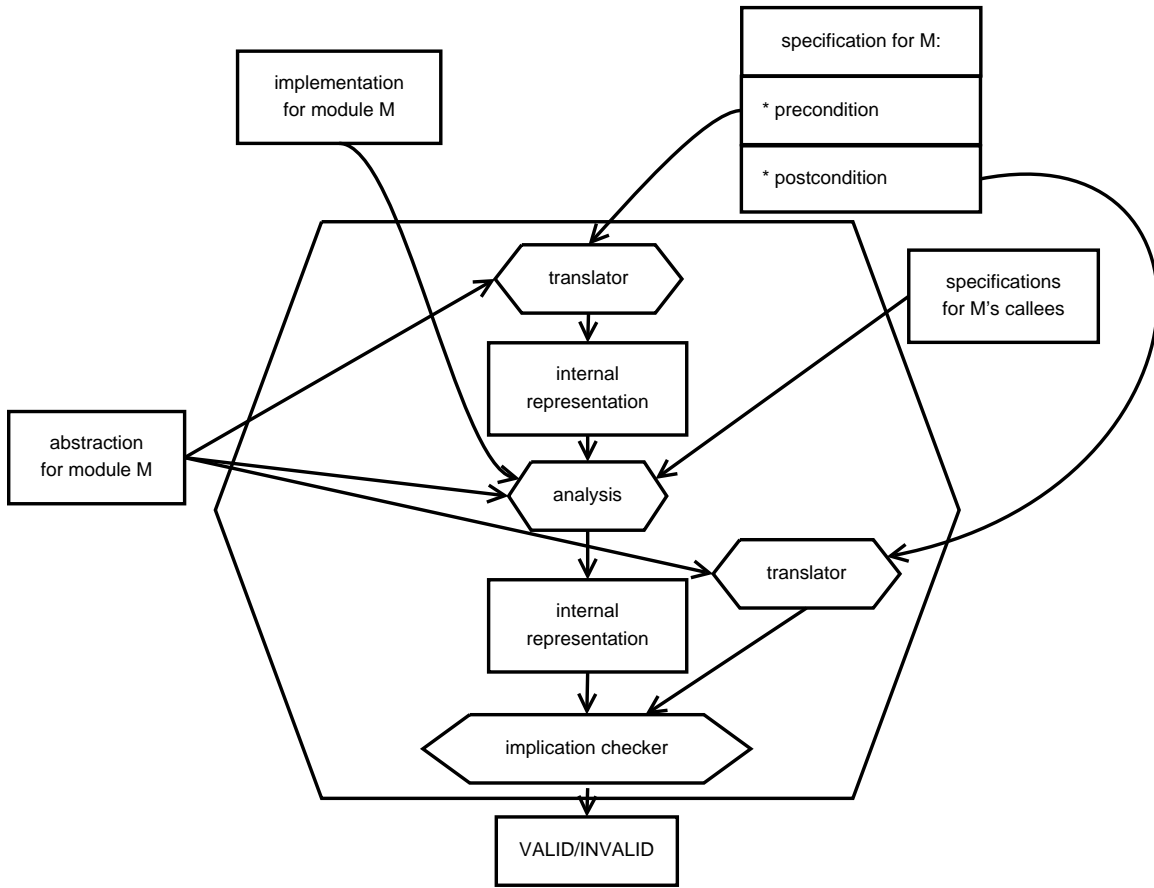 specification for M:
implementation
for module M
* precondition
* postcondition
translator
specifications
for M's callees
internal
representation
abstraction
for module M
analysis
translator
internal
representation
implication checker
VALID/INVALID